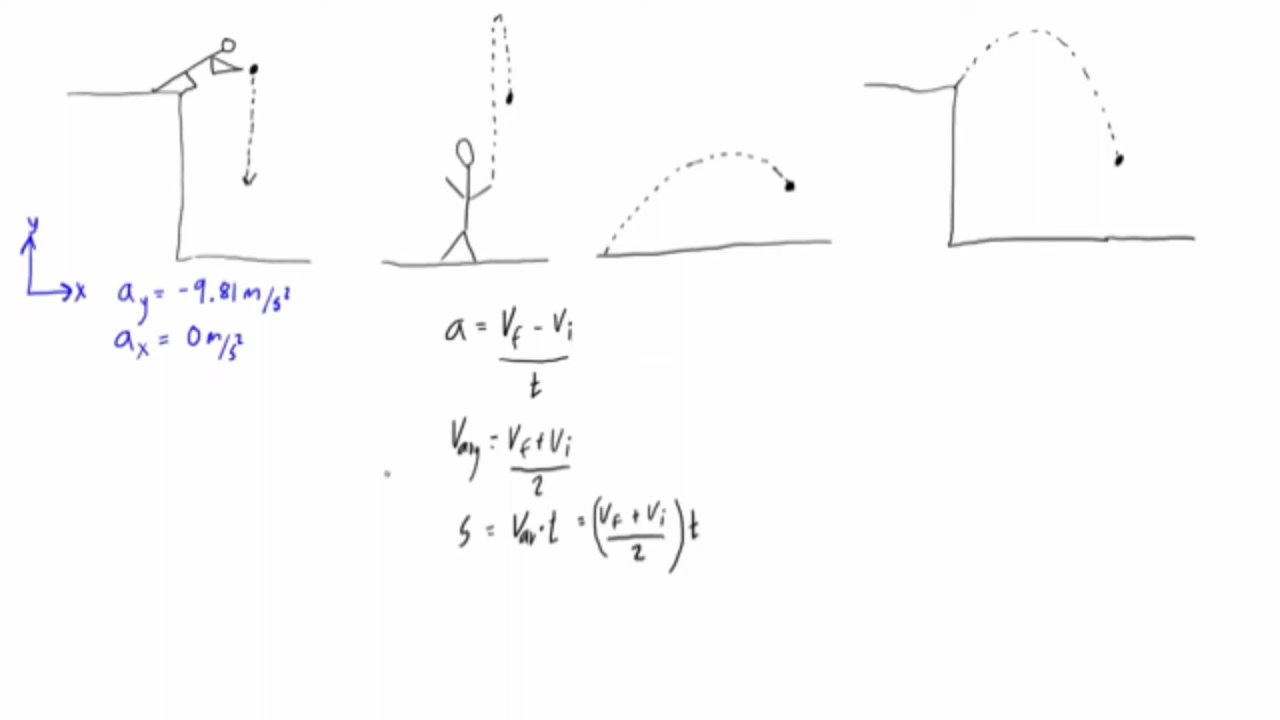 y
x
a_y = -9.81 m/s²
a_x = 0 m/s²
a = (V_f - V_i) / t
V_avg = (V_f + V_i) / 2
s = V_av · t = ((V_f + V_i) / 2) t